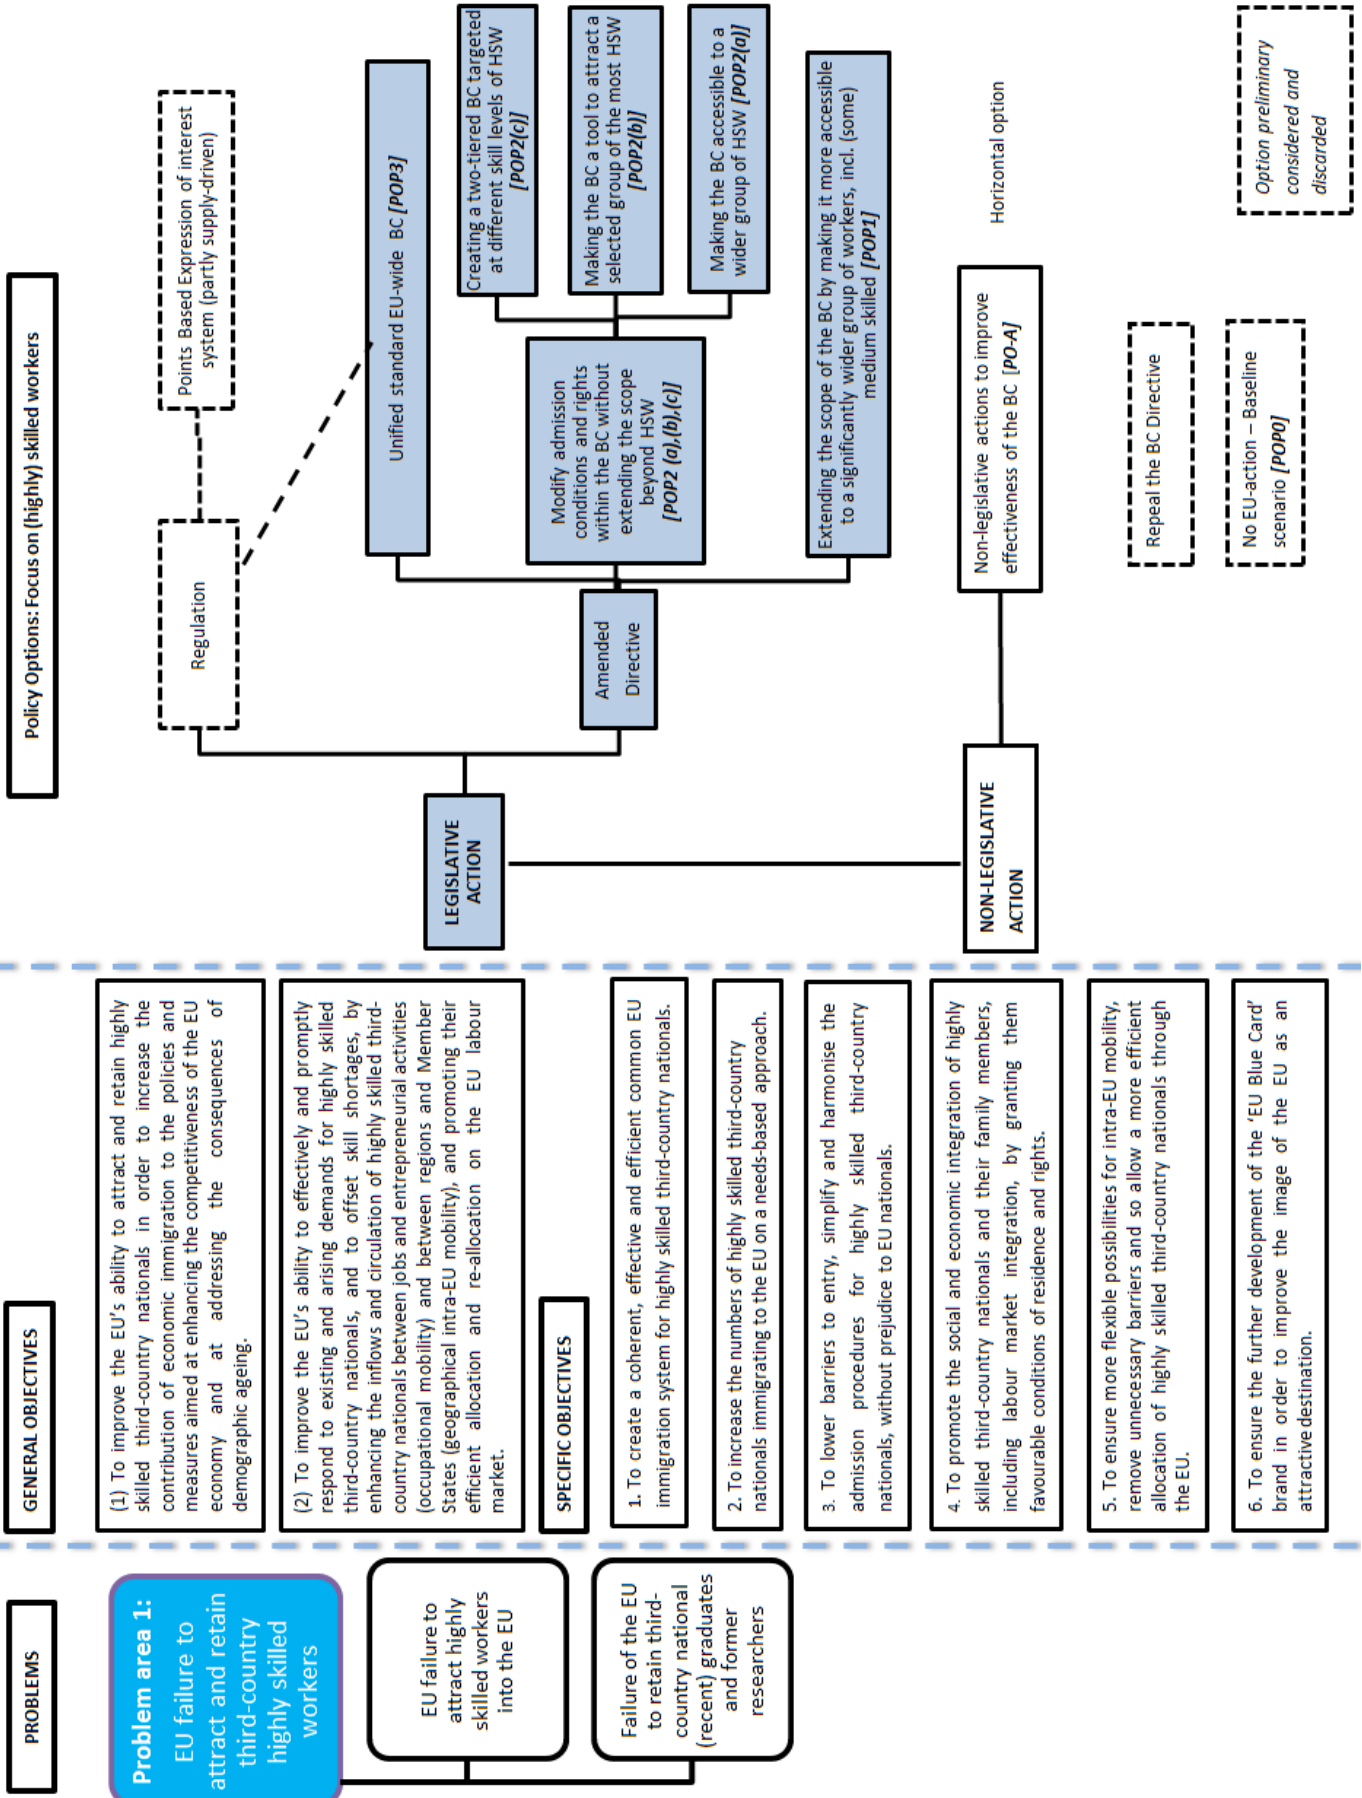 PROBLEMS
Problem area 1:
EU failure to
attract and retain
third-country
highly skilled
workers
EU failure to
attract highly
skilled workers
into the EU
Failure of the EU
to retain third-
country national
(recent) graduates
and former
researchers
GENERAL OBJECTIVES
(1) To improve the EU's ability to attract and retain highly
skilled third-country nationals in order to increase the
contribution of economic immigration to the policies and
measures aimed at enhancing the competitiveness of the EU
economy and at addressing the consequences of
demographic ageing.
(2) To improve the EU's ability to effectively and promptly
respond to existing and arising demands for highly skilled
third-country nationals, and to offset skill shortages, by
enhancing the inflows and circulation of highly skilled third-
country nationals between jobs and entrepreneurial activities
(occupational mobility) and between regions and Member
States (geographical intra-EU mobility), and promoting their
efficient allocation and re-allocation on the EU labour
market.
SPECIFIC OBJECTIVES
1. To create a coherent, effective and efficient common EU
immigration system for highly skilled third-country nationals.
2. To increase the numbers of highly skilled third-country
nationals immigrating to the EU on a needs-based approach.
3. To lower barriers to entry, simplify and harmonise the
admission procedures for highly skilled third-country
nationals, without prejudice to EU nationals.
4. To promote the social and economic integration of highly
skilled third-country nationals and their family members,
including labour market integration, by granting them
favourable conditions of residence and rights.
5. To ensure more flexible possibilities for intra-EU mobility,
remove unnecessary barriers and so allow a more efficient
allocation of highly skilled third-country nationals through
the EU.
6. To ensure the further development of the 'EU Blue Card'
brand in order to improve the image of the EU as an
attractive destination.
Policy Options: Focus on (highly) skilled workers
LEGISLATIVE
ACTION
NON-LEGISLATIVE
ACTION
Regulation
Points Based Expression of interest
system (partly supply-driven)
Amended
Directive
Unified standard EU-wide BC [POP3]
Modify admission
conditions and rights
within the BC without
extending the scope
beyond HSW
[POP2 (a),(b),(c)]
Creating a two-tiered BC targeted
at different skill levels of HSW
[POP2(c)]
Making the BC a tool to attract a
selected group of the most HSW
[POP2(b)]
Making the BC accessible to a
wider group of HSW [POP2(a)]
Extending the scope of the BC by making it more accessible
to a significantly wider group of workers, incl. (some)
medium skilled [POP1]
Non-legislative actions to improve
effectiveness of the BC [PO-A]
Horizontal option
Repeal the BC Directive
No EU-action – Baseline
scenario [POP0]
Option preliminary
considered and
discarded